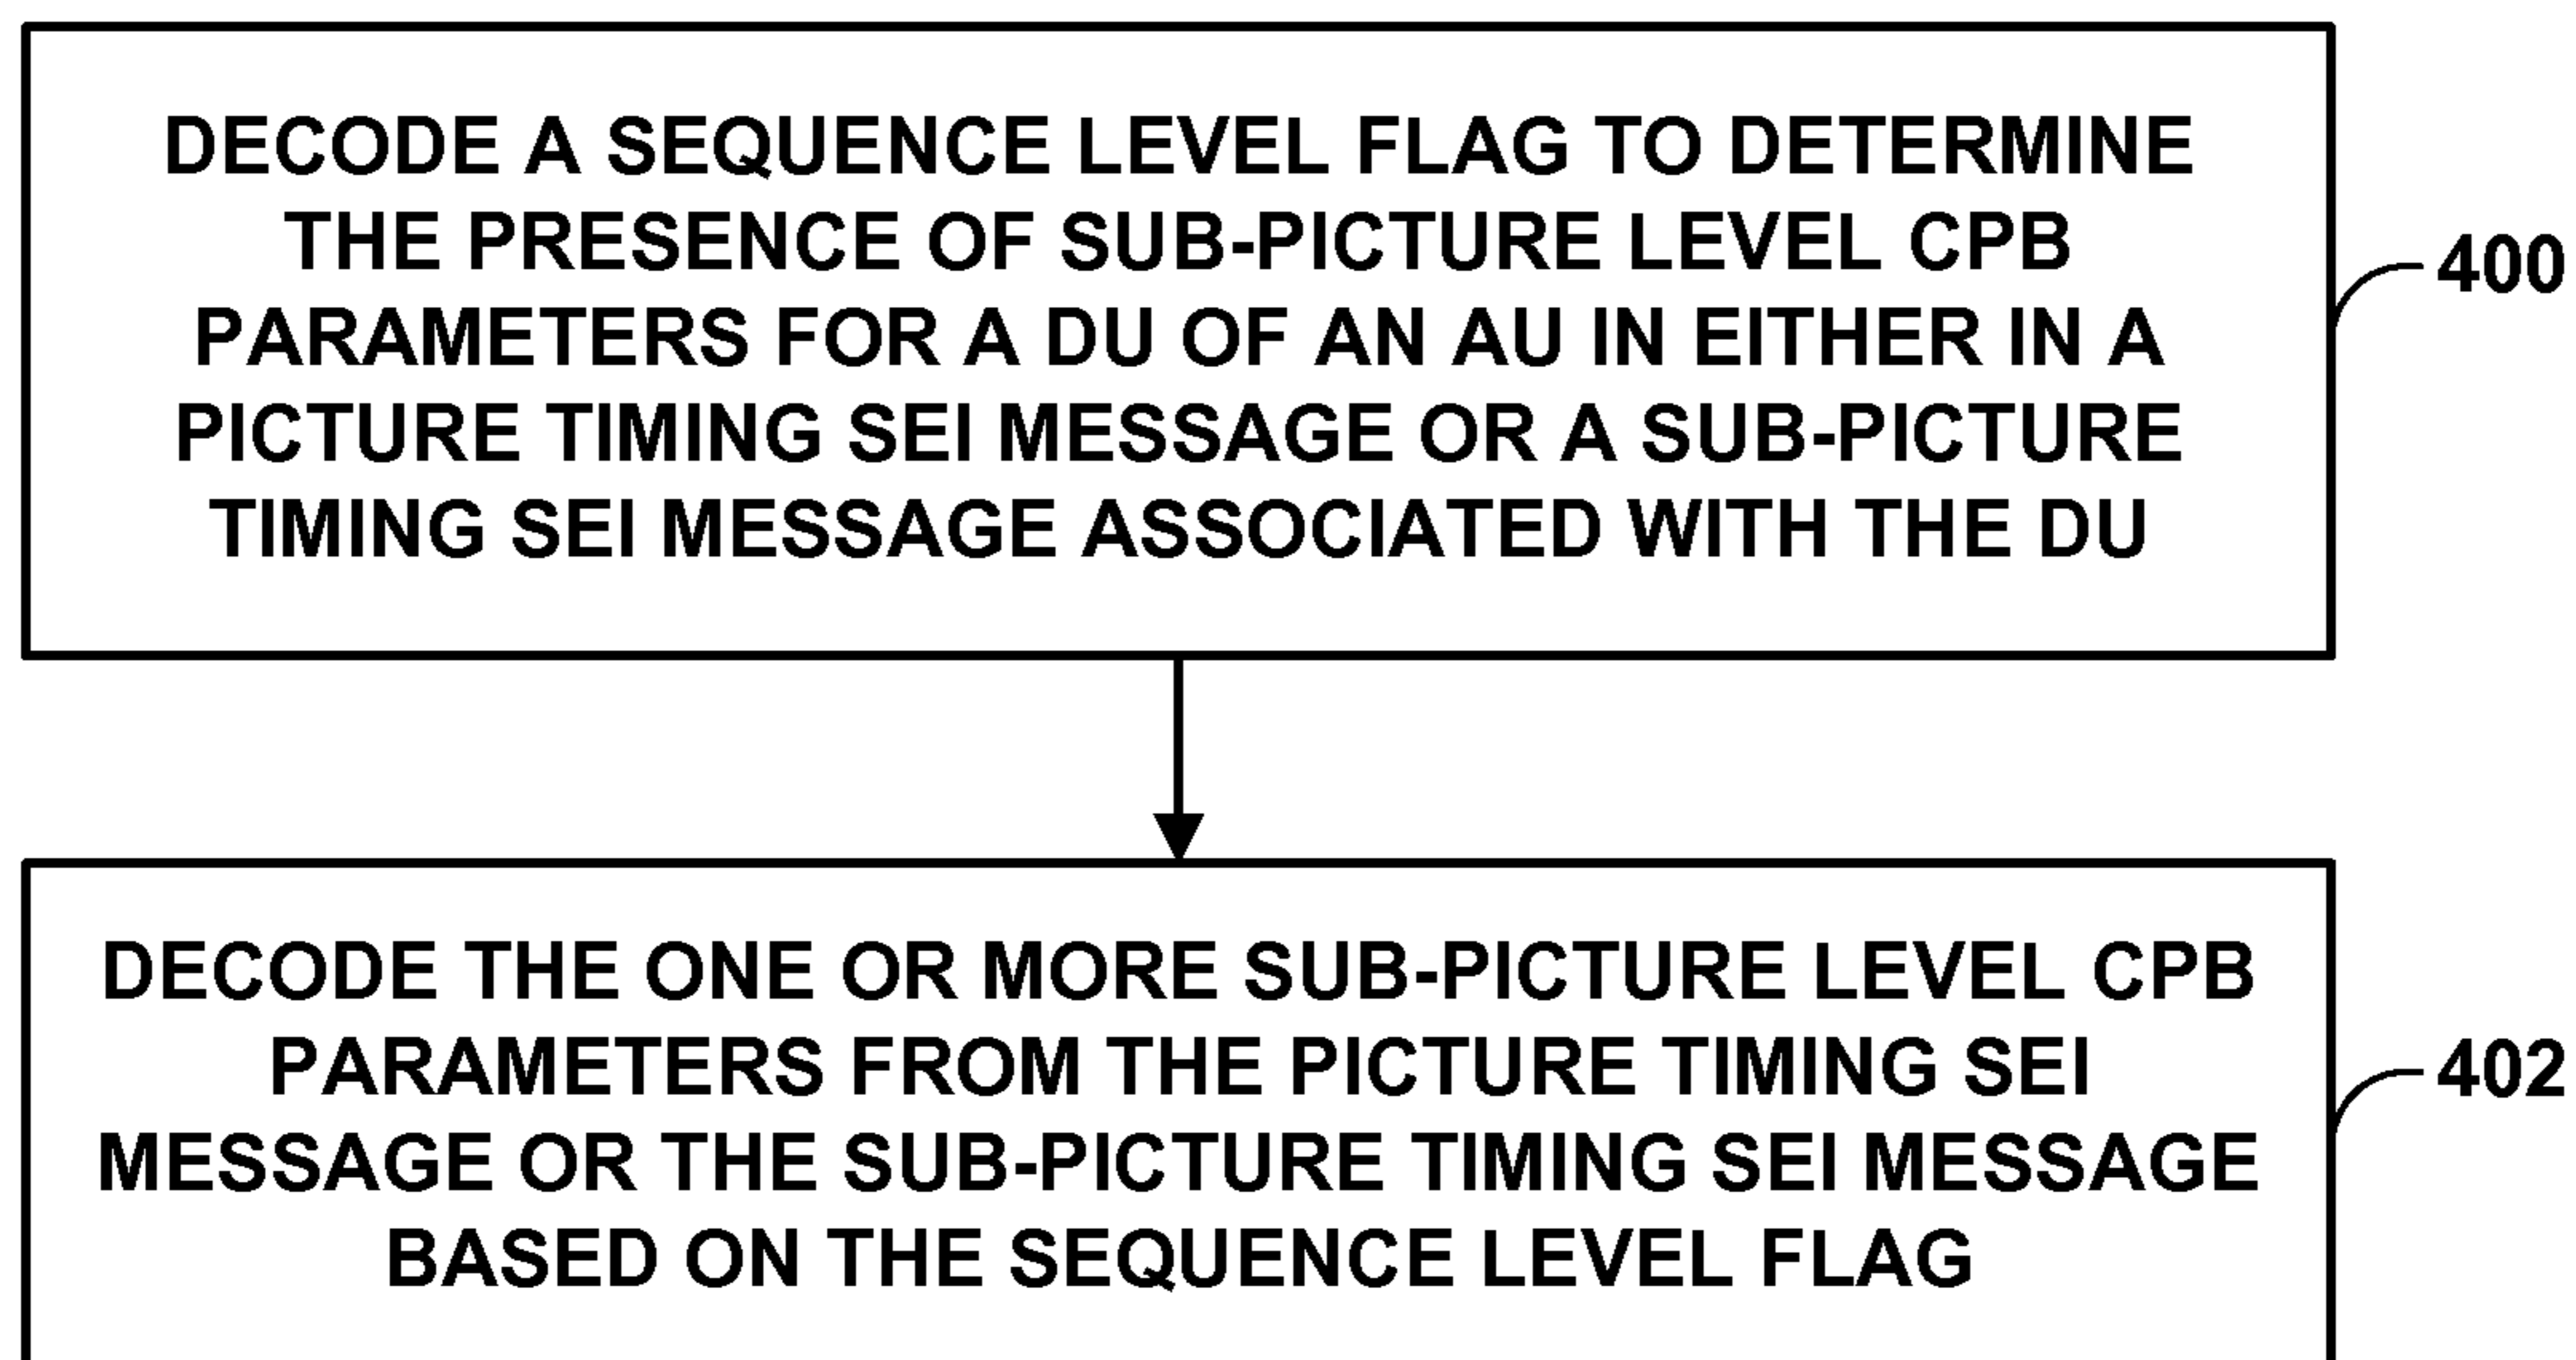 DECODE A SEQUENCE LEVEL FLAG TO DETERMINE
THE PRESENCE OF SUB-PICTURE LEVEL CPB
PARAMETERS FOR A DU OF AN AU IN EITHER IN A
PICTURE TIMING SEI MESSAGE OR A SUB-PICTURE
TIMING SEI MESSAGE ASSOCIATED WITH THE DU
400
DECODE THE ONE OR MORE SUB-PICTURE LEVEL CPB
PARAMETERS FROM THE PICTURE TIMING SEI
MESSAGE OR THE SUB-PICTURE TIMING SEI MESSAGE
BASED ON THE SEQUENCE LEVEL FLAG
402